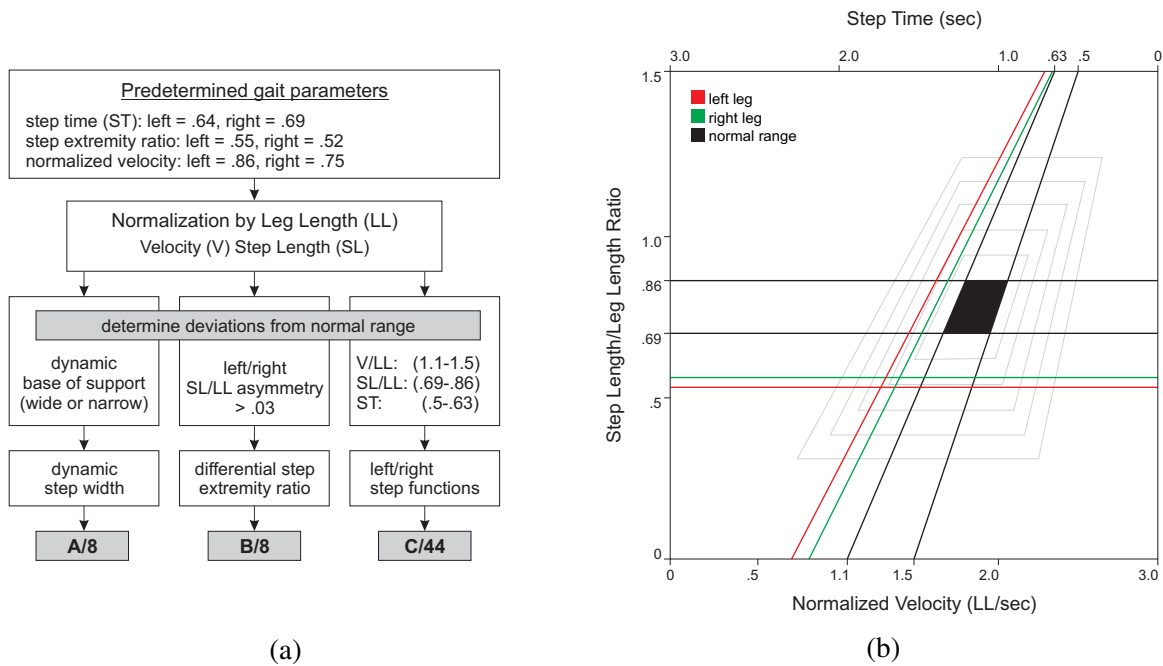 Predetermined gait parameters
step time (ST): left = .64, right = .69
step extremity ratio: left = .55, right = .52
normalized velocity: left = .86, right = .75
Normalization by Leg Length (LL)
Velocity (V) Step Length (SL)
determine deviations from normal range
dynamic
base of support
(wide or narrow)
left/right
SL/LL asymmetry
> .03
V/LL: (1.1-1.5)
SL/LL: (.69-.86)
ST: (.5-.63)
dynamic
step width
differential step
extremity ratio
left/right
step functions
A/8
B/8
C/44
(a)
Step Time (sec)
3.0 2.0 1.0 .63 .5 0
left leg
right leg
normal range
Step Length/Leg Length Ratio
1.5
1.0
.86
.69
.5
0
0 .5 1.1 1.5 2.0 3.0
Normalized Velocity (LL/sec)
(b)